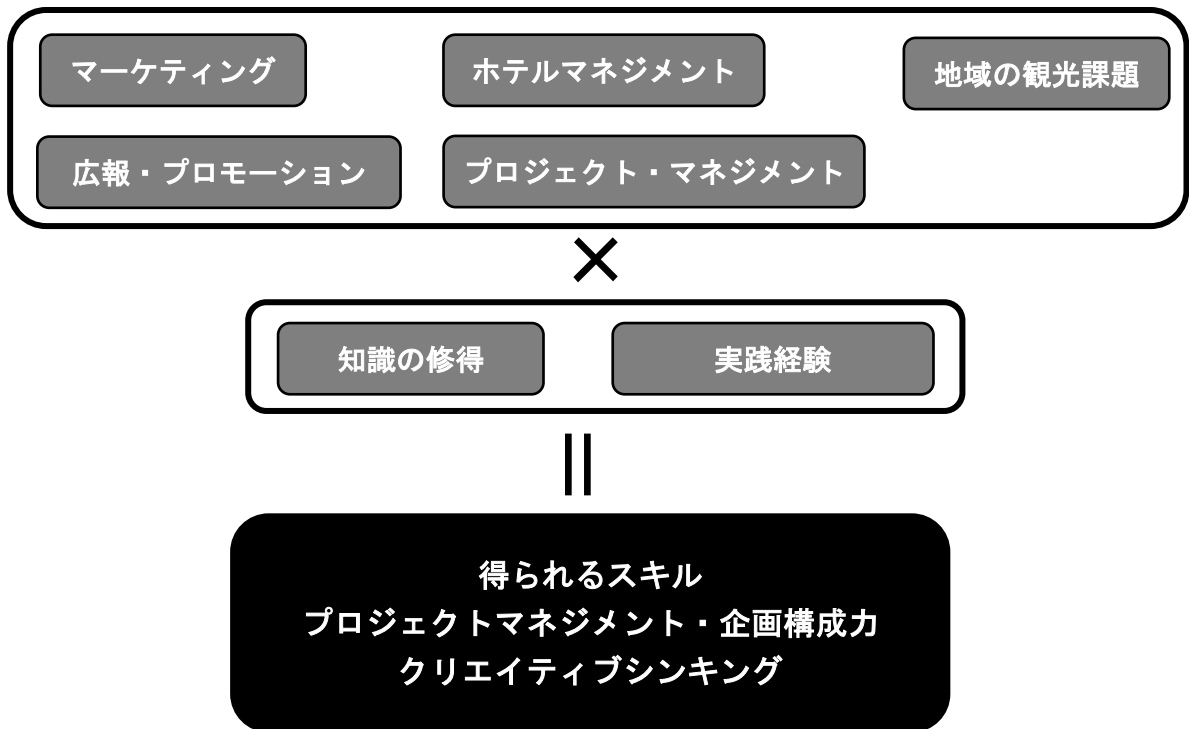 マーケティング
ホテルマネジメント
地域の観光課題
広報・プロモーション
プロジェクト・マネジメント
×
知識の修得
実践経験
||
得られるスキル
プロジェクトマネジメント・企画構成力
クリエイティブシンキング